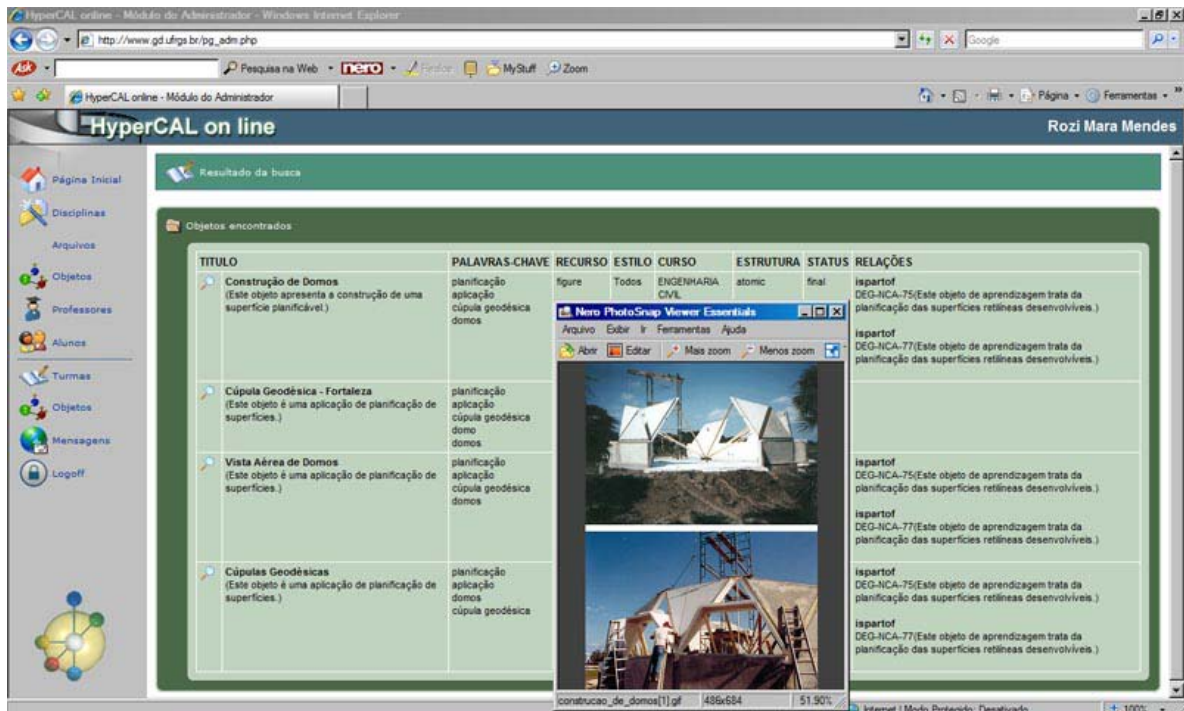 HyperCAL online - Módulo do Administrador - Windows Internet Explorer
http://www.gd.ufrgs.br/pg_adm.php
Google
Ask
Pesquisa na Web
nero
MyStuff
Zoom
HyperCAL online - Módulo do Administrador
Página
Ferramentas
HyperCAL on line
Rozi Mara Mendes
Página Inicial
Disciplinas
Arquivos
Objetos
Professores
Alunos
Turmas
Objetos
Mensagens
Logoff
Resultado da busca
Objetos encontrados
TITULO PALAVRAS-CHAVE RECURSO ESTILO CURSO ESTRUTURA STATUS RELAÇÕES
Construção de Domos
(Este objeto apresenta a construção de uma
superfície planificável.)
planificação
aplicação
cúpula geodésica
domos
figure
Todos
ENGENHARIA
CIVIL
atomic
final
ispartof
DEG-NCA-75(Este objeto de aprendizagem trata da
planificação das superfícies retilíneas desenvolvíveis.)
ispartof
DEG-NCA-77(Este objeto de aprendizagem trata da
planificação das superfícies retilíneas desenvolvíveis.)
Cúpula Geodèsica - Fortaleza
(Este objeto é uma aplicação de planificação de
superfícies.)
planificação
aplicação
cúpula geodésica
domo
domos
Vista Aérea de Domos
(Este objeto é uma aplicação de planificação de
superfícies.)
planificação
aplicação
cúpula geodésica
domos
ispartof
DEG-NCA-75(Este objeto de aprendizagem trata da
planificação das superfícies retilíneas desenvolvíveis.)
ispartof
DEG-NCA-77(Este objeto de aprendizagem trata da
planificação das superfícies retilíneas desenvolvíveis.)
Cúpulas Geodèsicas
(Este objeto é uma aplicação de planificação de
superfícies.)
planificação
aplicação
domos
cúpula geodésica
ispartof
DEG-NCA-75(Este objeto de aprendizagem trata da
planificação das superfícies retilíneas desenvolvíveis.)
ispartof
DEG-NCA-77(Este objeto de aprendizagem trata da
planificação das superfícies retilíneas desenvolvíveis.)
Nero PhotoSnap Viewer Essentials
Arquivo Exibir Ir Ferramentas Ajuda
Abrir Editar Mais zoom Menos zoom
construcao_de_domos[1].gif 486x684 51.90%
Internet | Modo Protegido: Desativado
100%